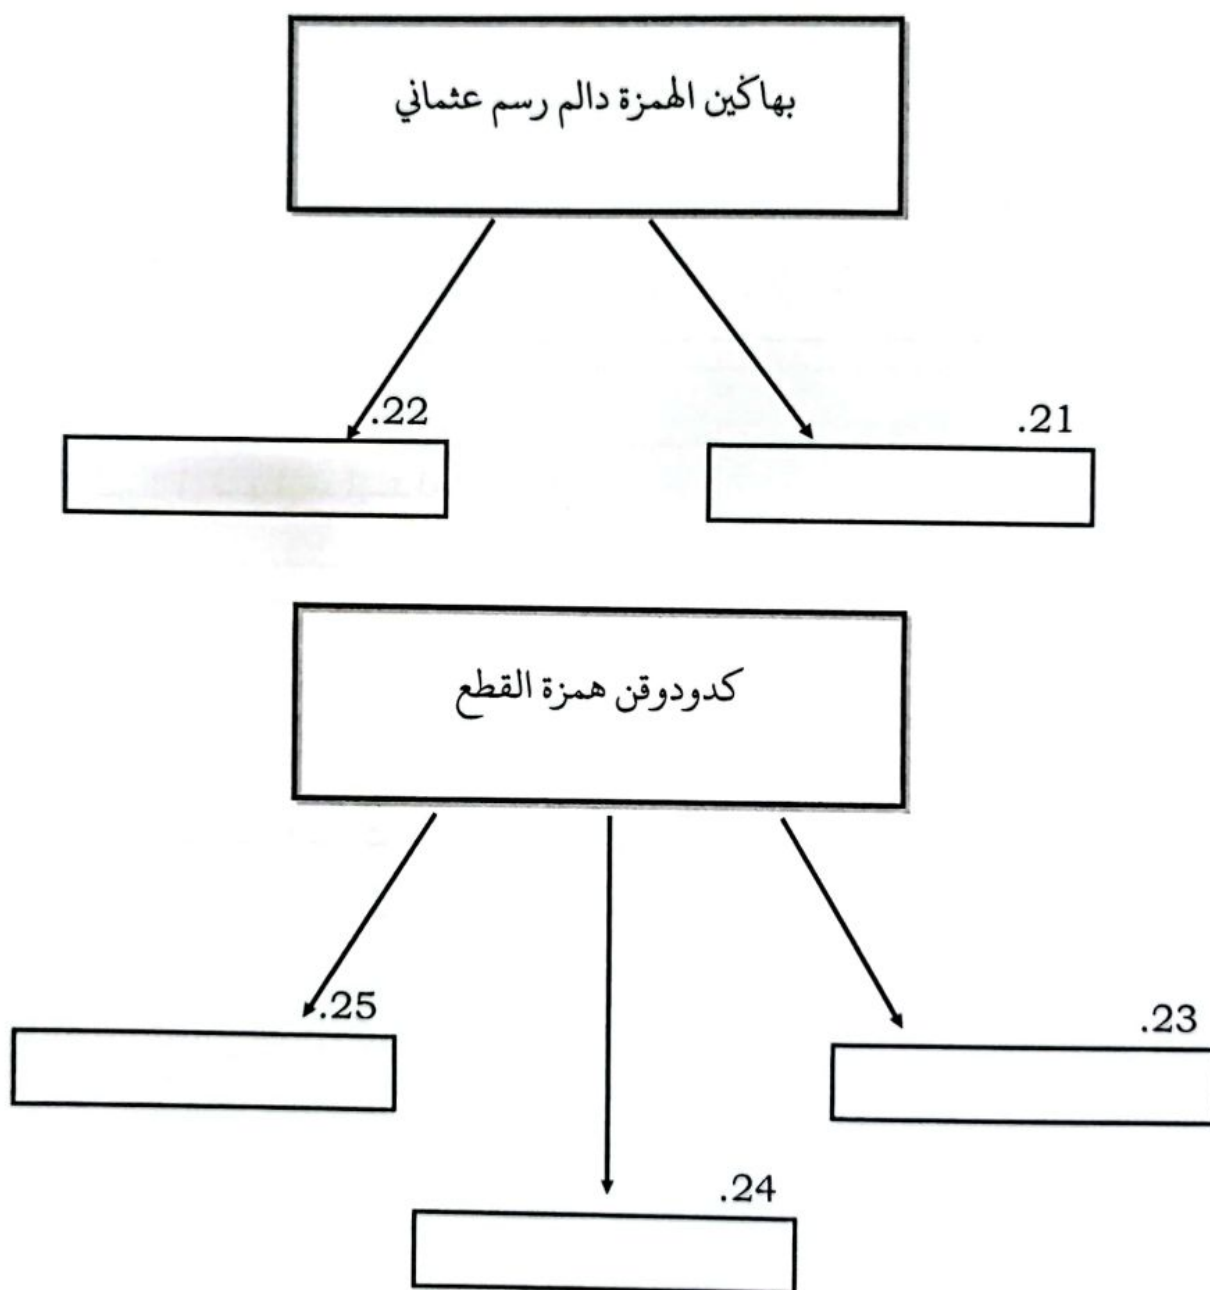 بهاݢين الهمزة دالم رسم عثماني
.21
.22
كدودوقن همزة القطع
.23
.24
.25